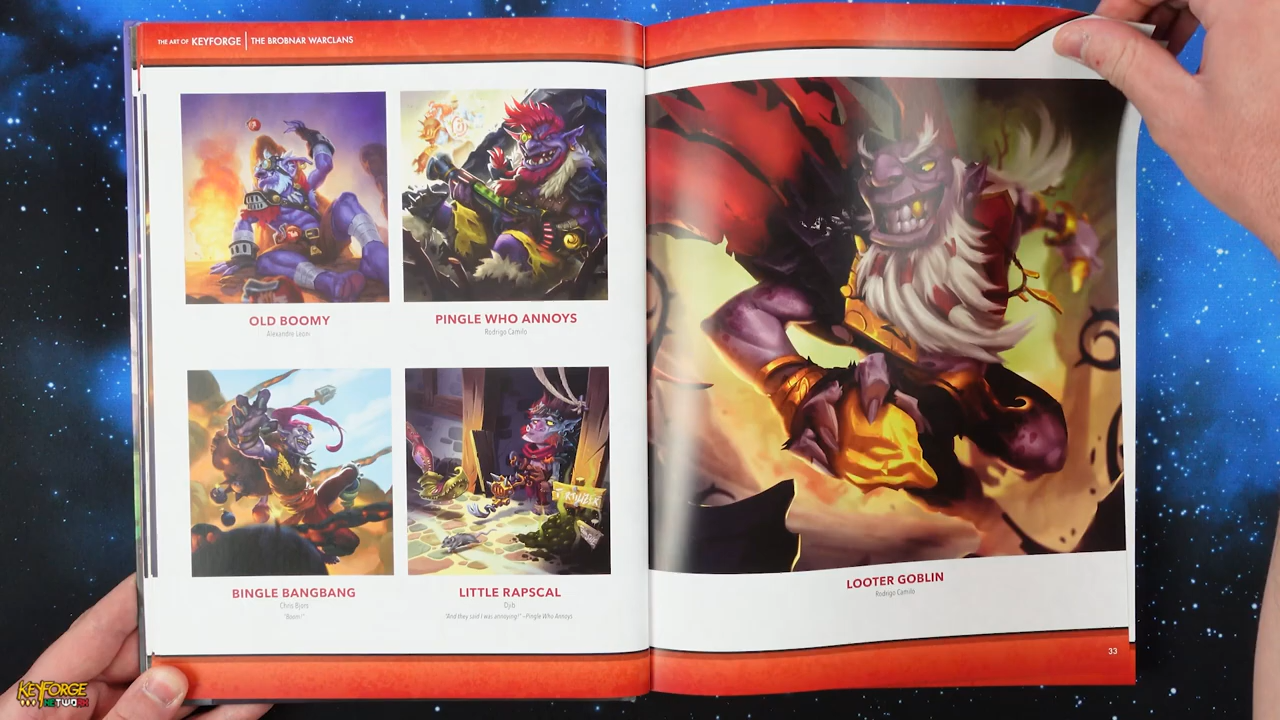 THE ART OF KEYFORGE | THE BROBNAR WARCLANS
OLD BOOMY
Alexandre Leoni
PINGLE WHO ANNOYS
Rodrigo Camilo
BINGLE BANGBANG
Chris Bjors
"Boom!"
LITTLE RAPSCAL
Djib
"And they said I was annoying!" –Pingle Who Annoys
LOOTER GOBLIN
Rodrigo Camilo
33
KEYFORGE
NETWORK